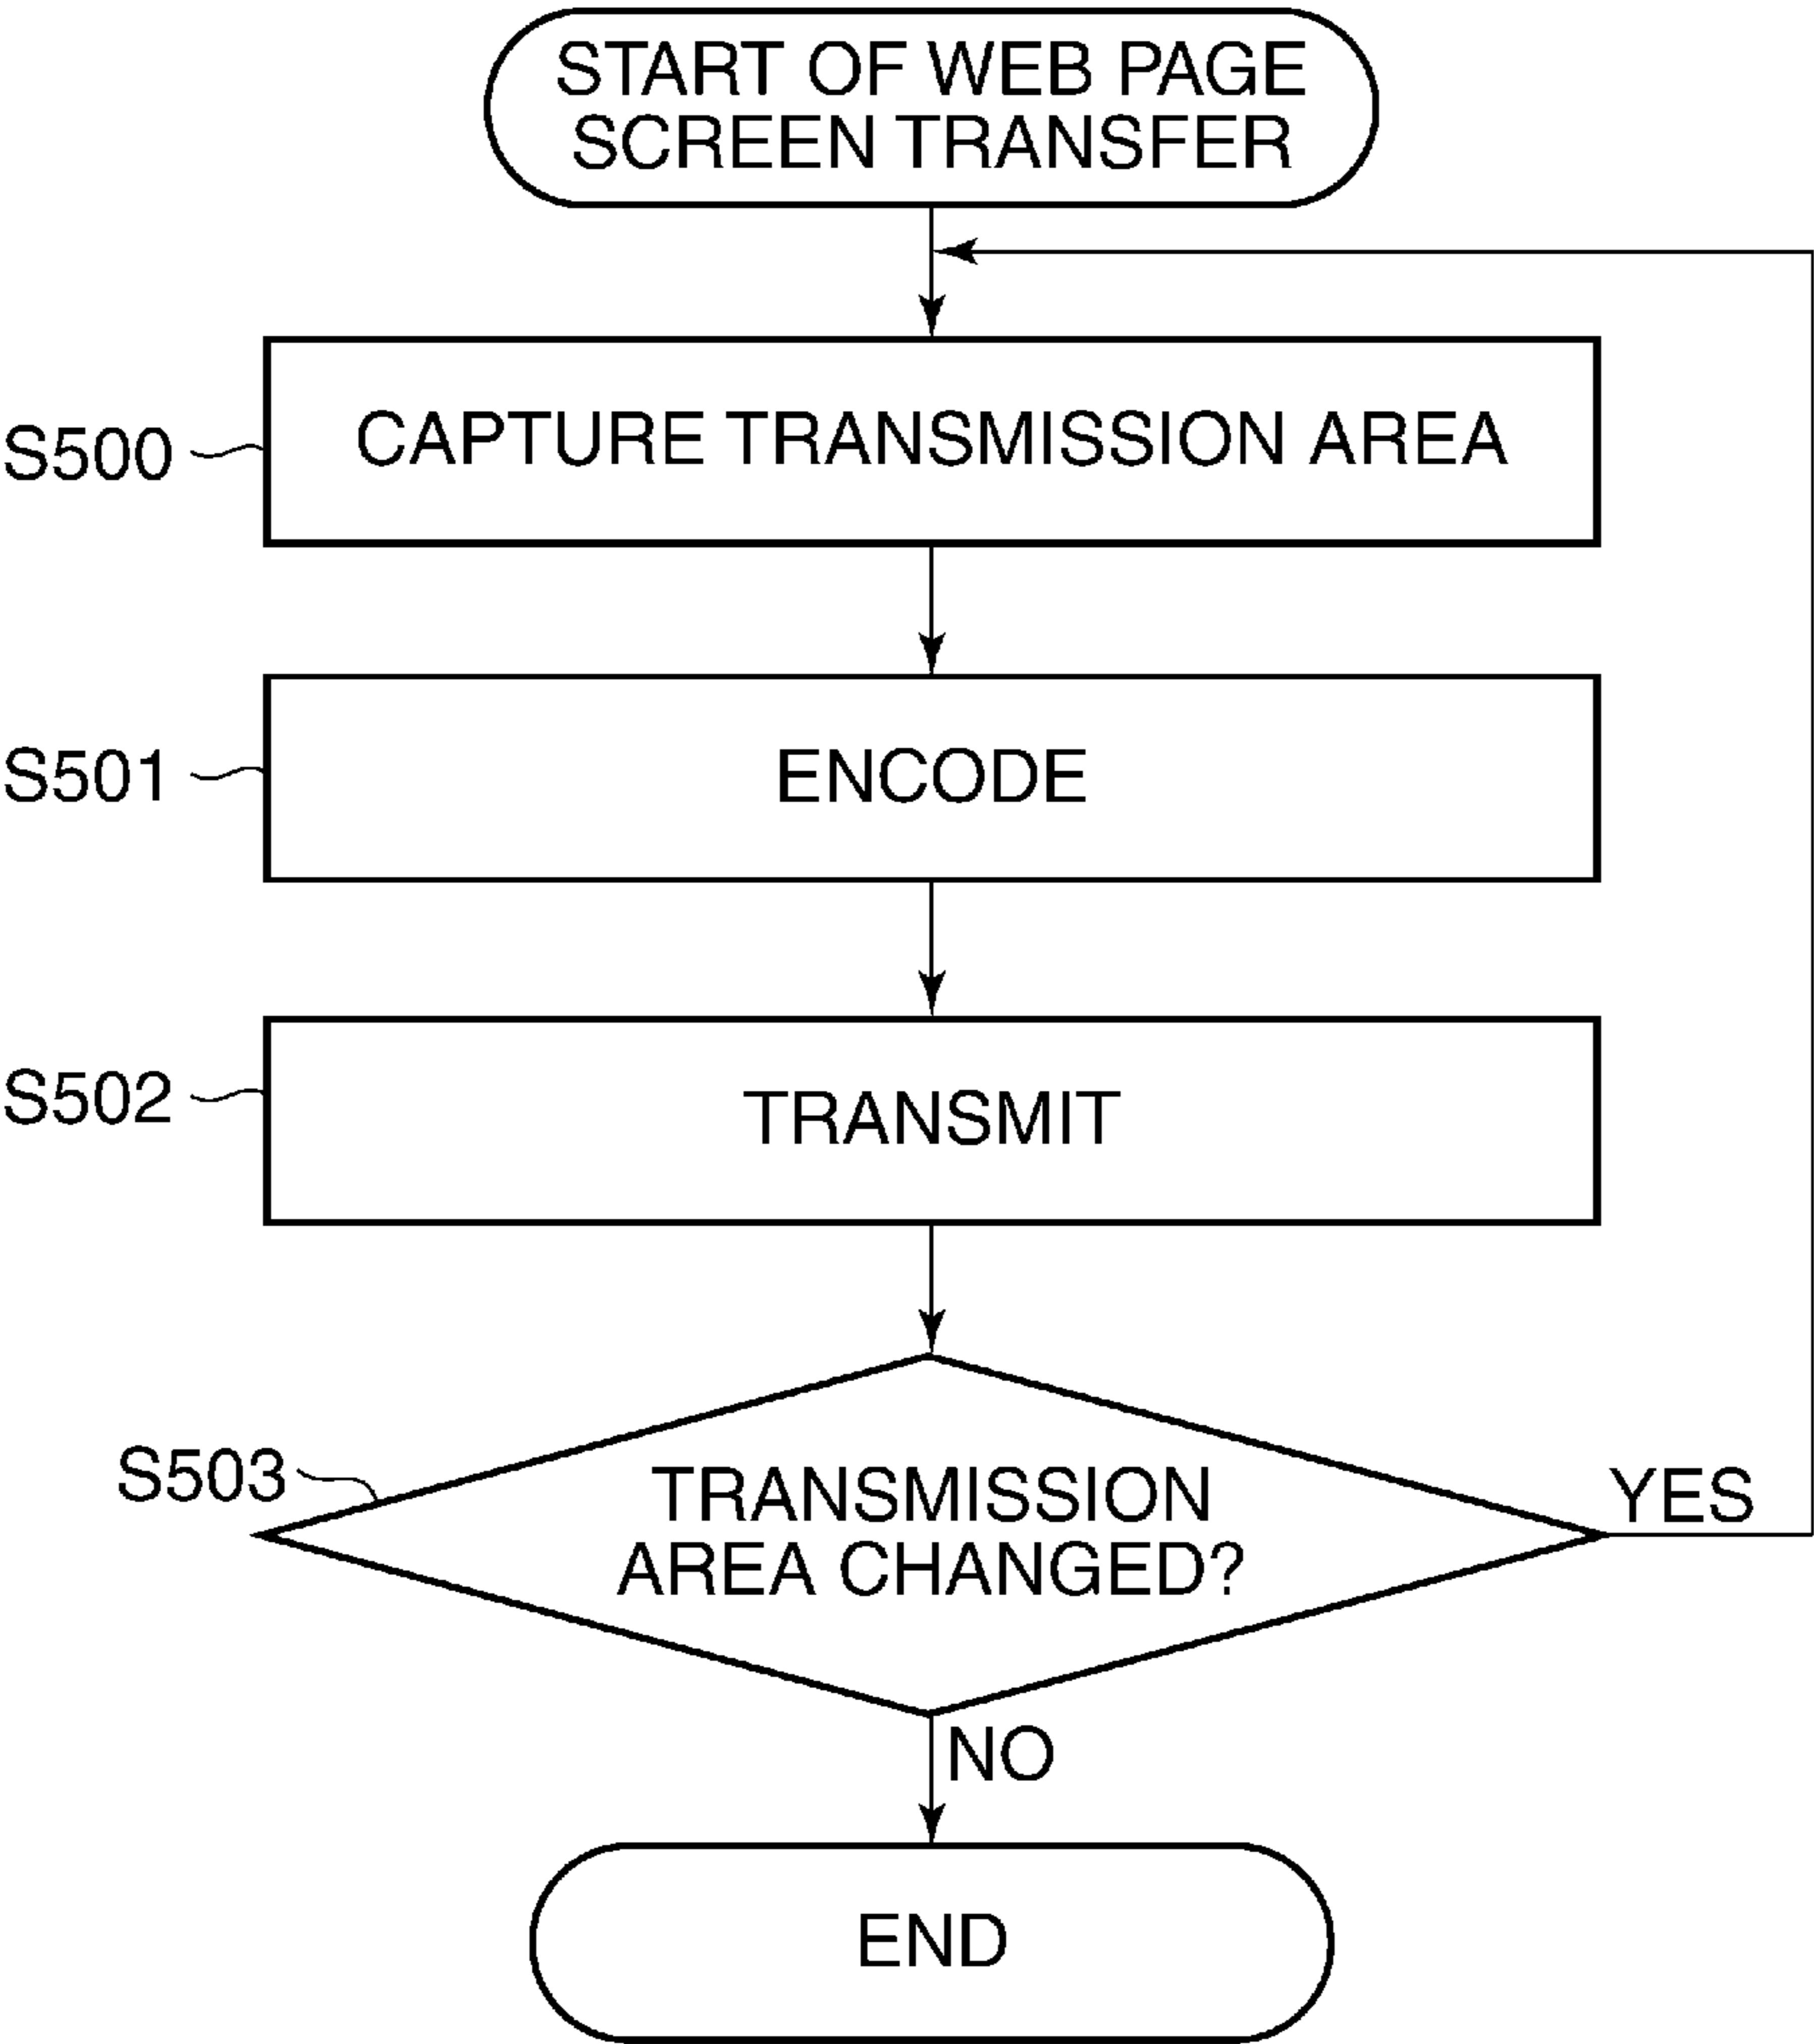 START OF WEB PAGE
SCREEN TRANSFER
S500
CAPTURE TRANSMISSION AREA
S501
ENCODE
S502
TRANSMIT
S503
TRANSMISSION
AREA CHANGED?
YES
NO
END